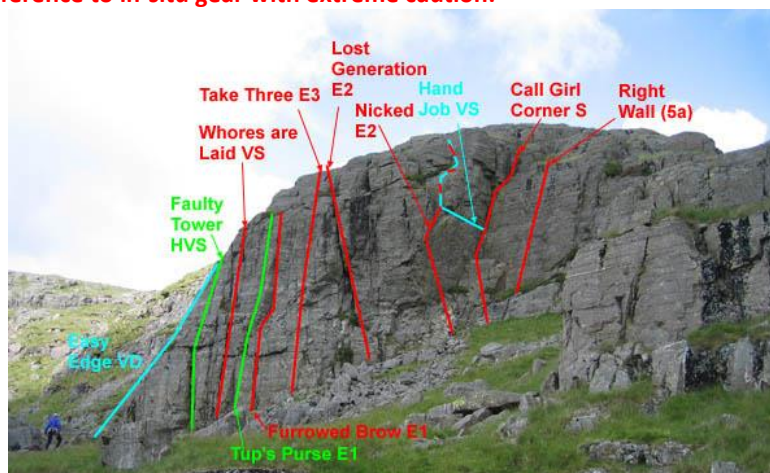 ference to in-situ gear with extreme caution.
Lost
Generation
E2
Take Three E3
Hand
Job VS
Nicked
E2
Call Girl
Corner S
Right
Wall (5a)
Whores are
Laid VS
Faulty
Tower
HVS
Easy
Edge VD
Furrowed Brow E1
Tup's Purse E1